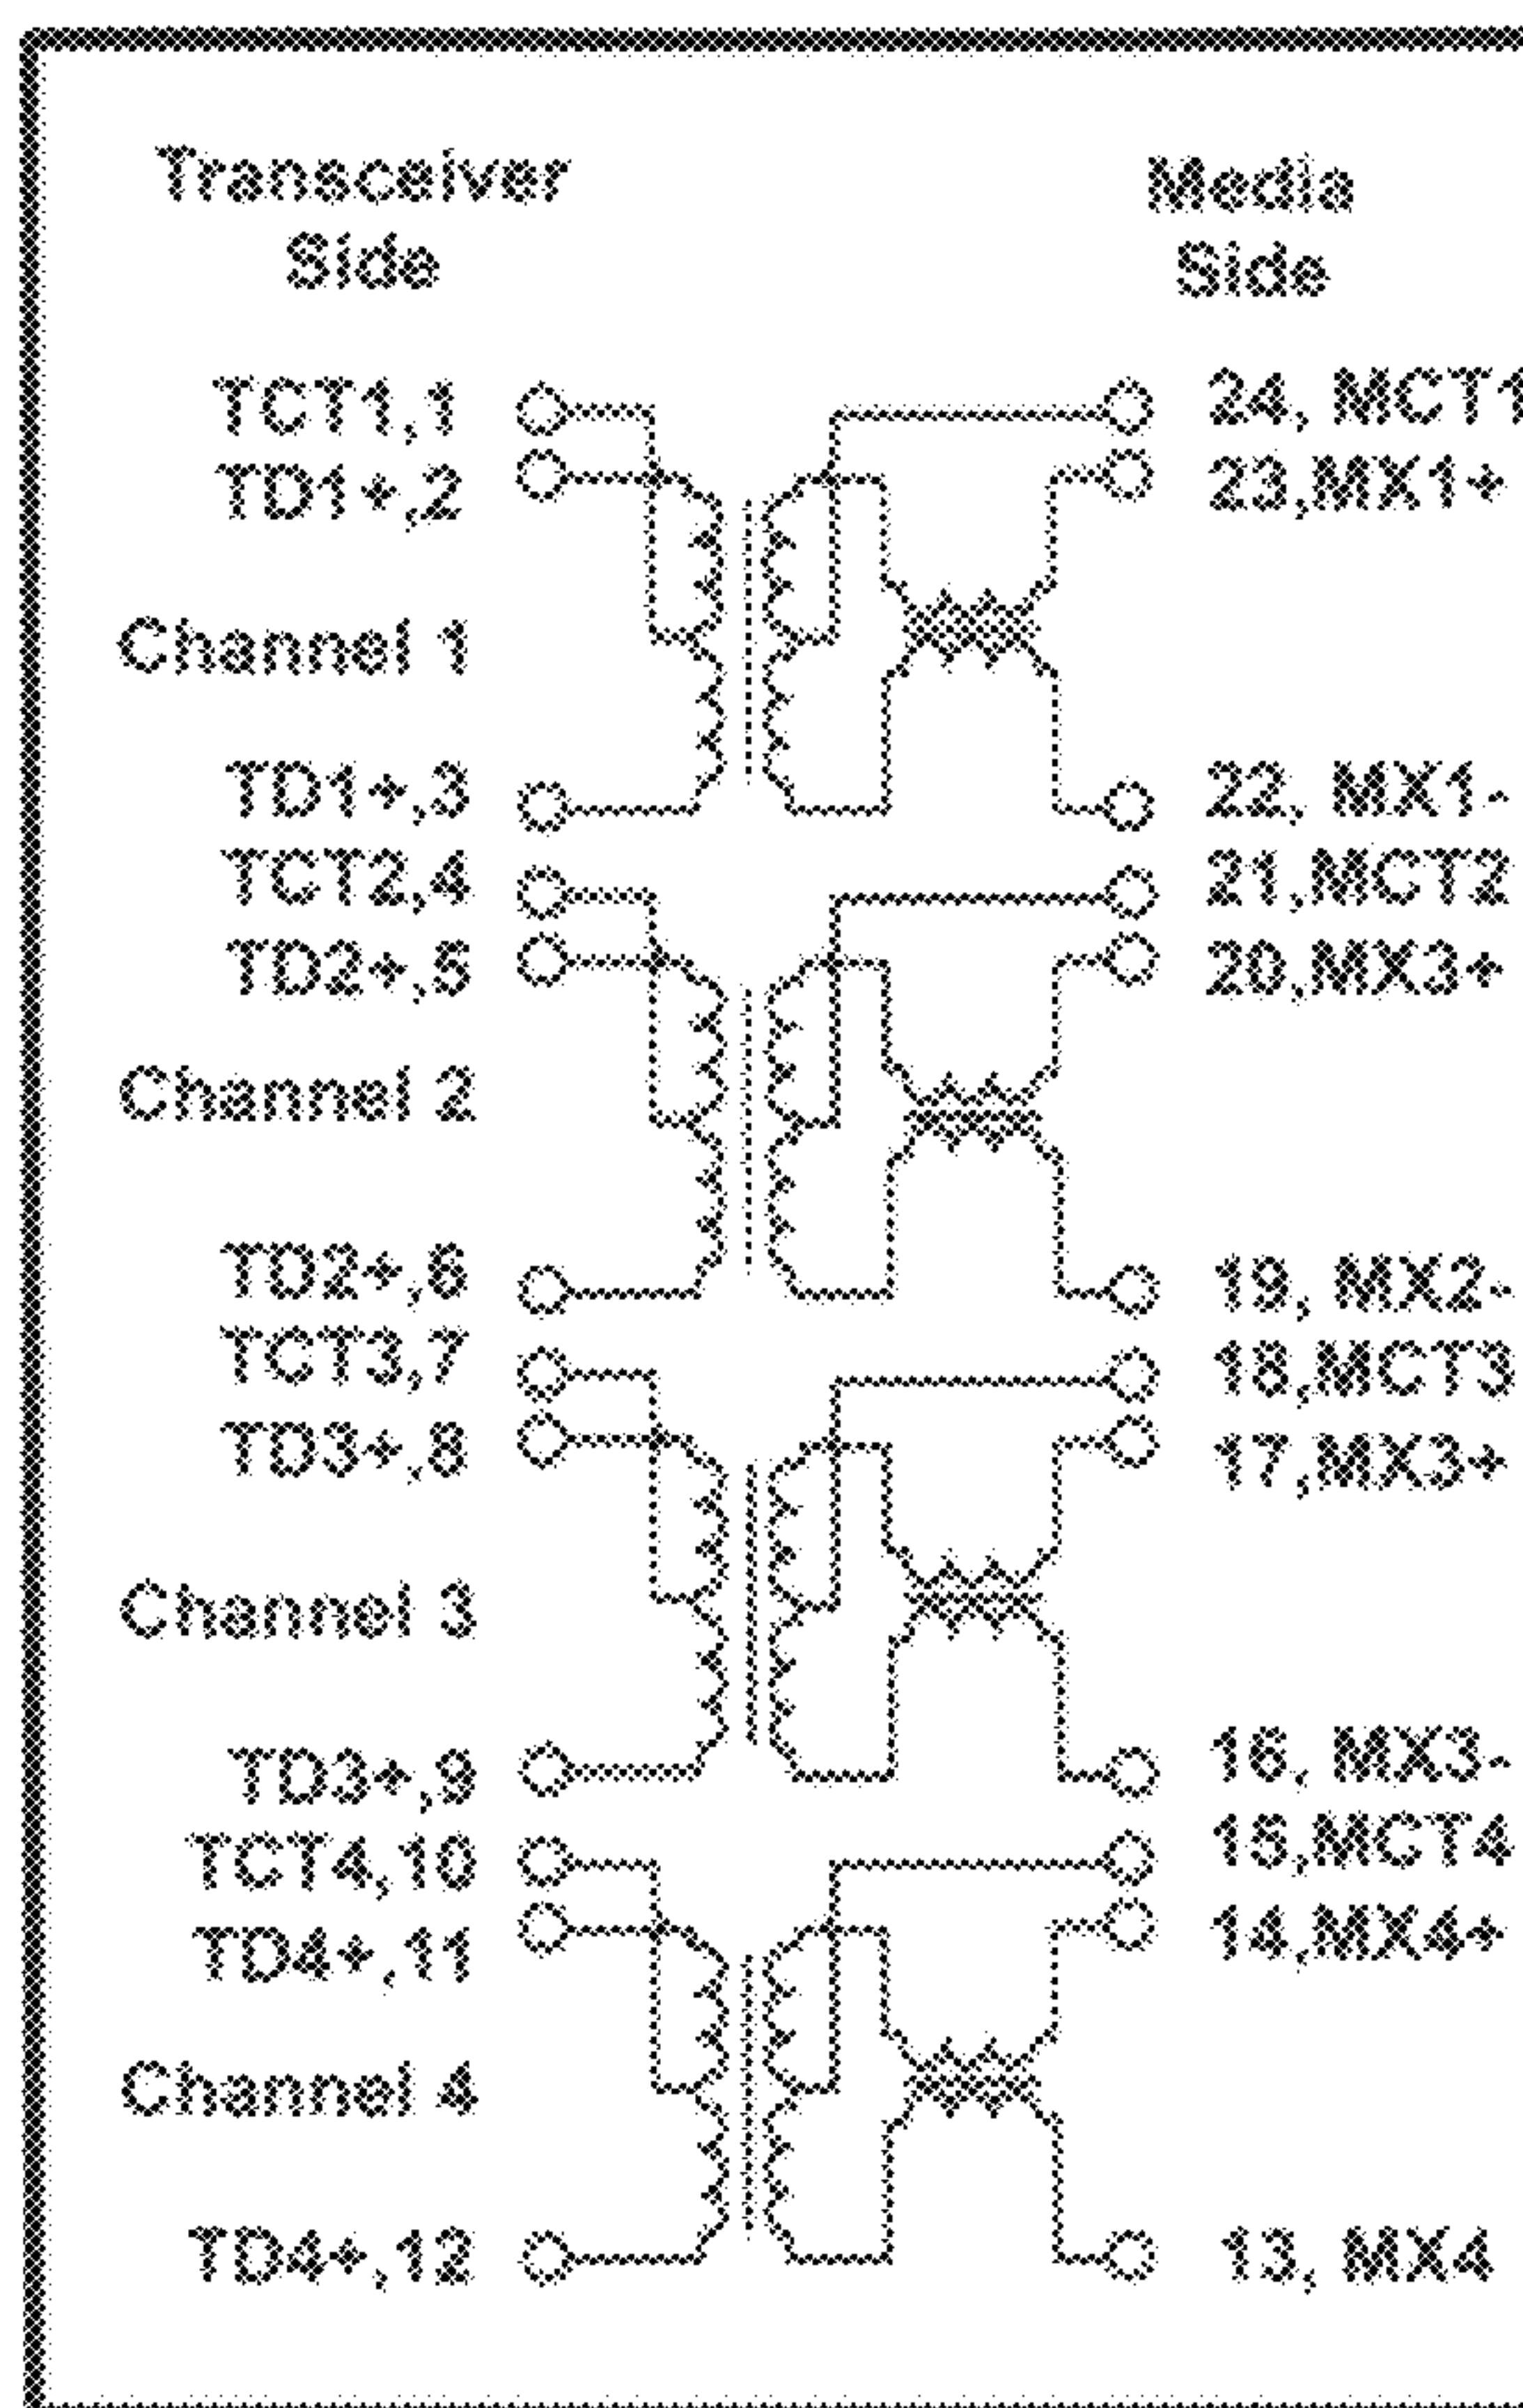 Transceiver
Side
Media
Side
TCT1,1
24, MCT1
TD1+,2
23,MX1+
Channel 1
TD1+,3
22, MX1-
TCT2,4
21,MCT2
TD2+,5
20,MX3+
Channel 2
TD2+,6
19, MX2-
TCT3,7
18,MCT3
TD3+,8
17,MX3+
Channel 3
TD3+,9
16, MX3-
TCT4,10
15,MCT4
TD4+,11
14,MX4+
Channel 4
TD4+,12
13, MX4